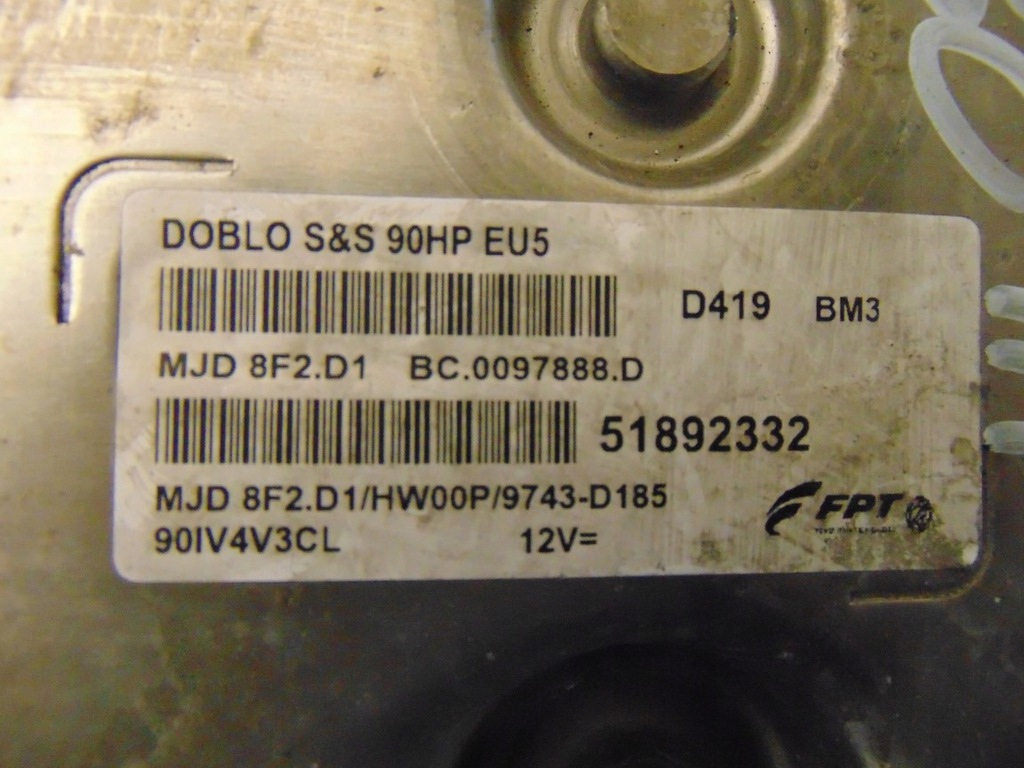 DOBLO S&S 90HP EU5
D419 BM3
MJD 8F2.D1 BC.0097888.D
51892332
MJD 8F2.D1/HW00P/9743-D185
FPT
90IV4V3CL 12V=